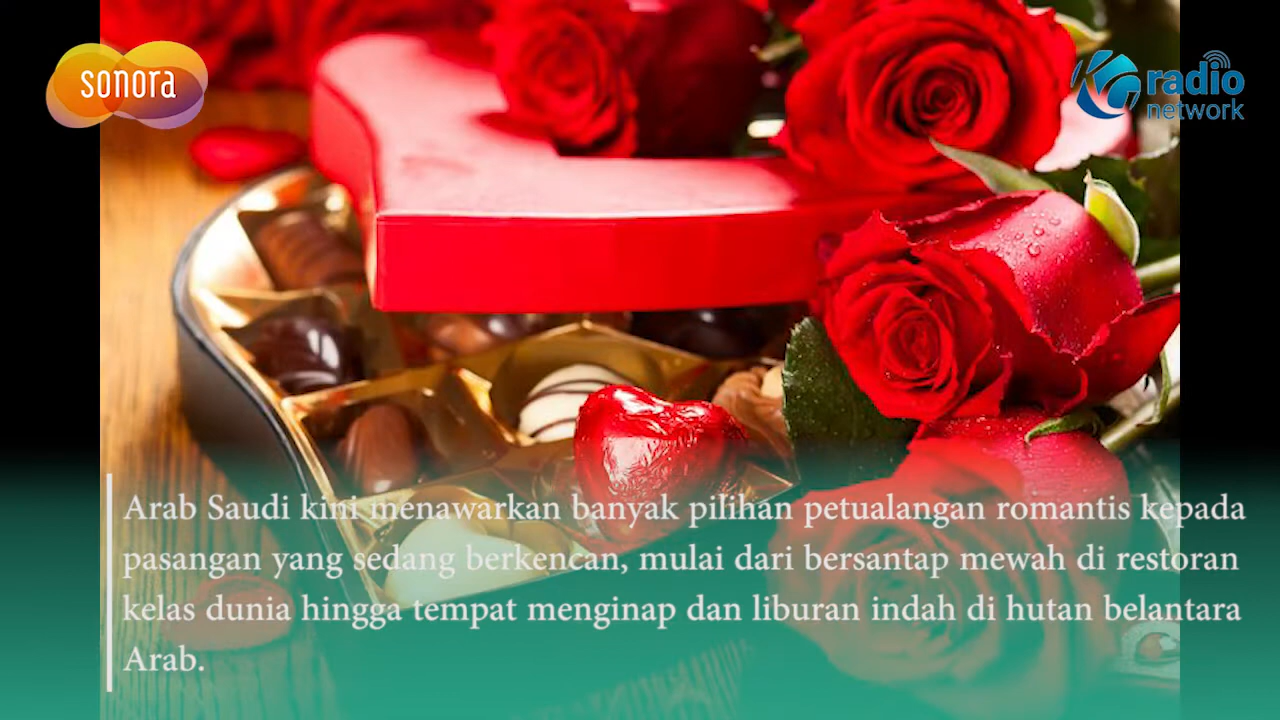 sonora
radio
network
Arab Saudi kini menawarkan banyak pilihan petualangan romantis kepada
pasangan yang sedang berkencan, mulai dari bersantap mewah di restoran
kelas dunia hingga tempat menginap dan liburan indah di hutan belantara
Arab.